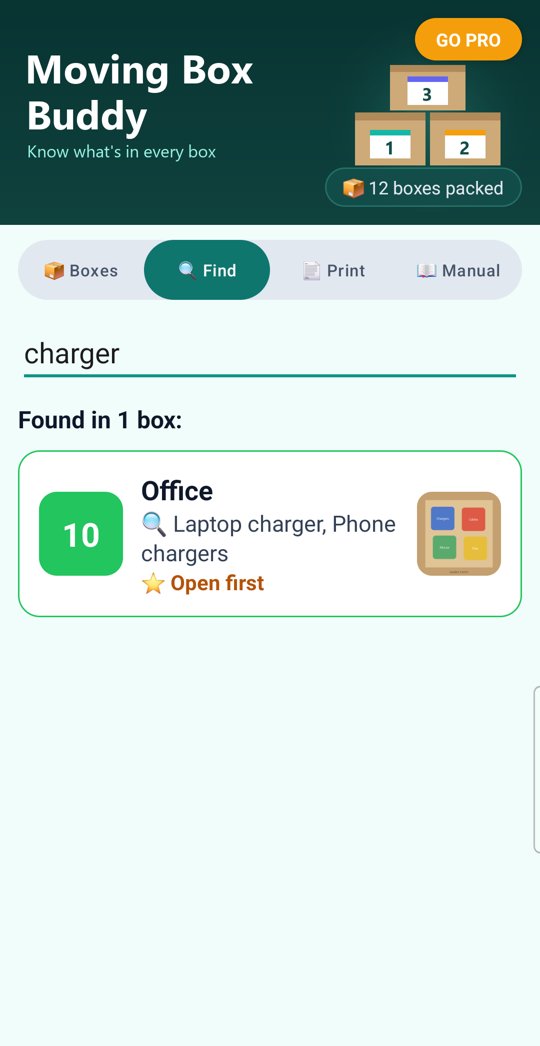 GO PRO
Moving Box
Buddy
Know what's in every box
3
1
2
📦 12 boxes packed
📦 Boxes
🔍 Find
📄 Print
📖 Manual
charger
Found in 1 box:
10
Office
🔍 Laptop charger, Phone
chargers
⭐ Open first